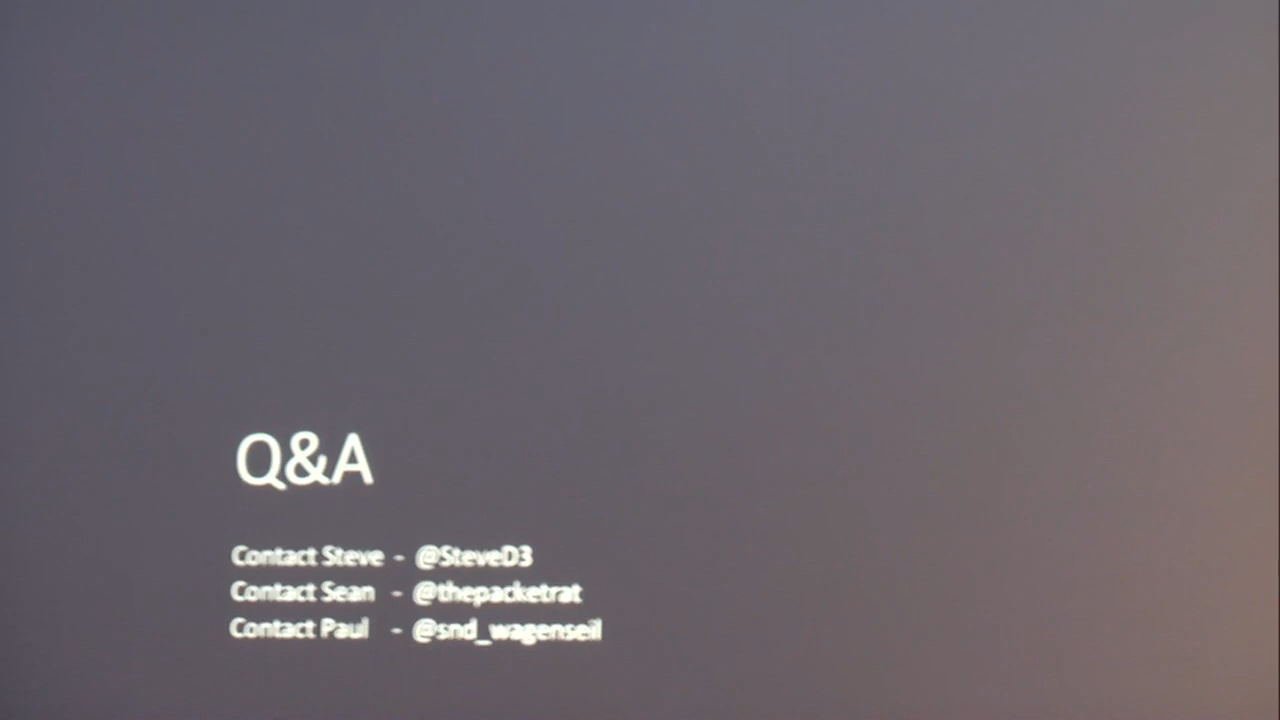 Q&A
Contact Steve - @SteveD3
Contact Sean - @thepacketrat
Contact Paul - @snd_wagenseil